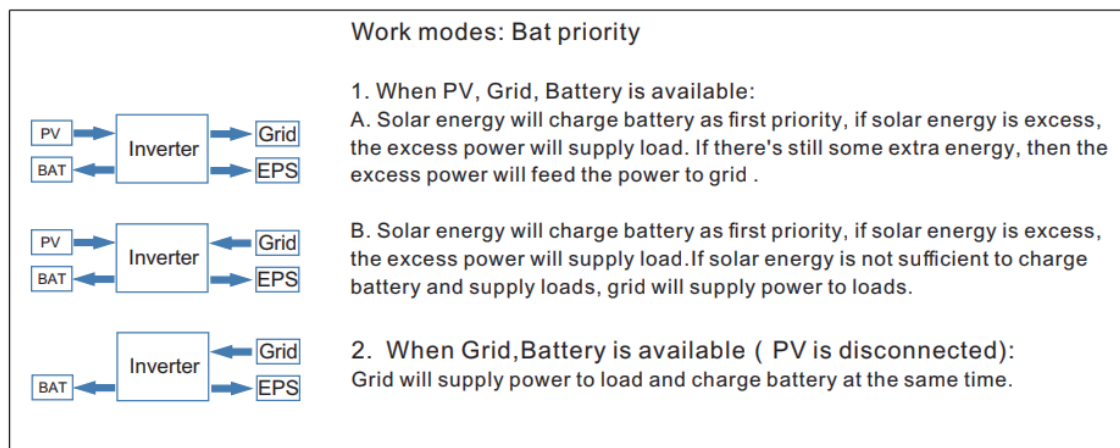 Work modes: Bat priority
1. When PV, Grid, Battery is available:
A. Solar energy will charge battery as first priority, if solar energy is excess,
the excess power will supply load. If there's still some extra energy, then the
excess power will feed the power to grid .
PV
BAT
Inverter
Grid
EPS
B. Solar energy will charge battery as first priority, if solar energy is excess,
the excess power will supply load.If solar energy is not sufficient to charge
battery and supply loads, grid will supply power to loads.
PV
BAT
Inverter
Grid
EPS
2. When Grid,Battery is available ( PV is disconnected):
Grid will supply power to load and charge battery at the same time.
BAT
Inverter
Grid
EPS